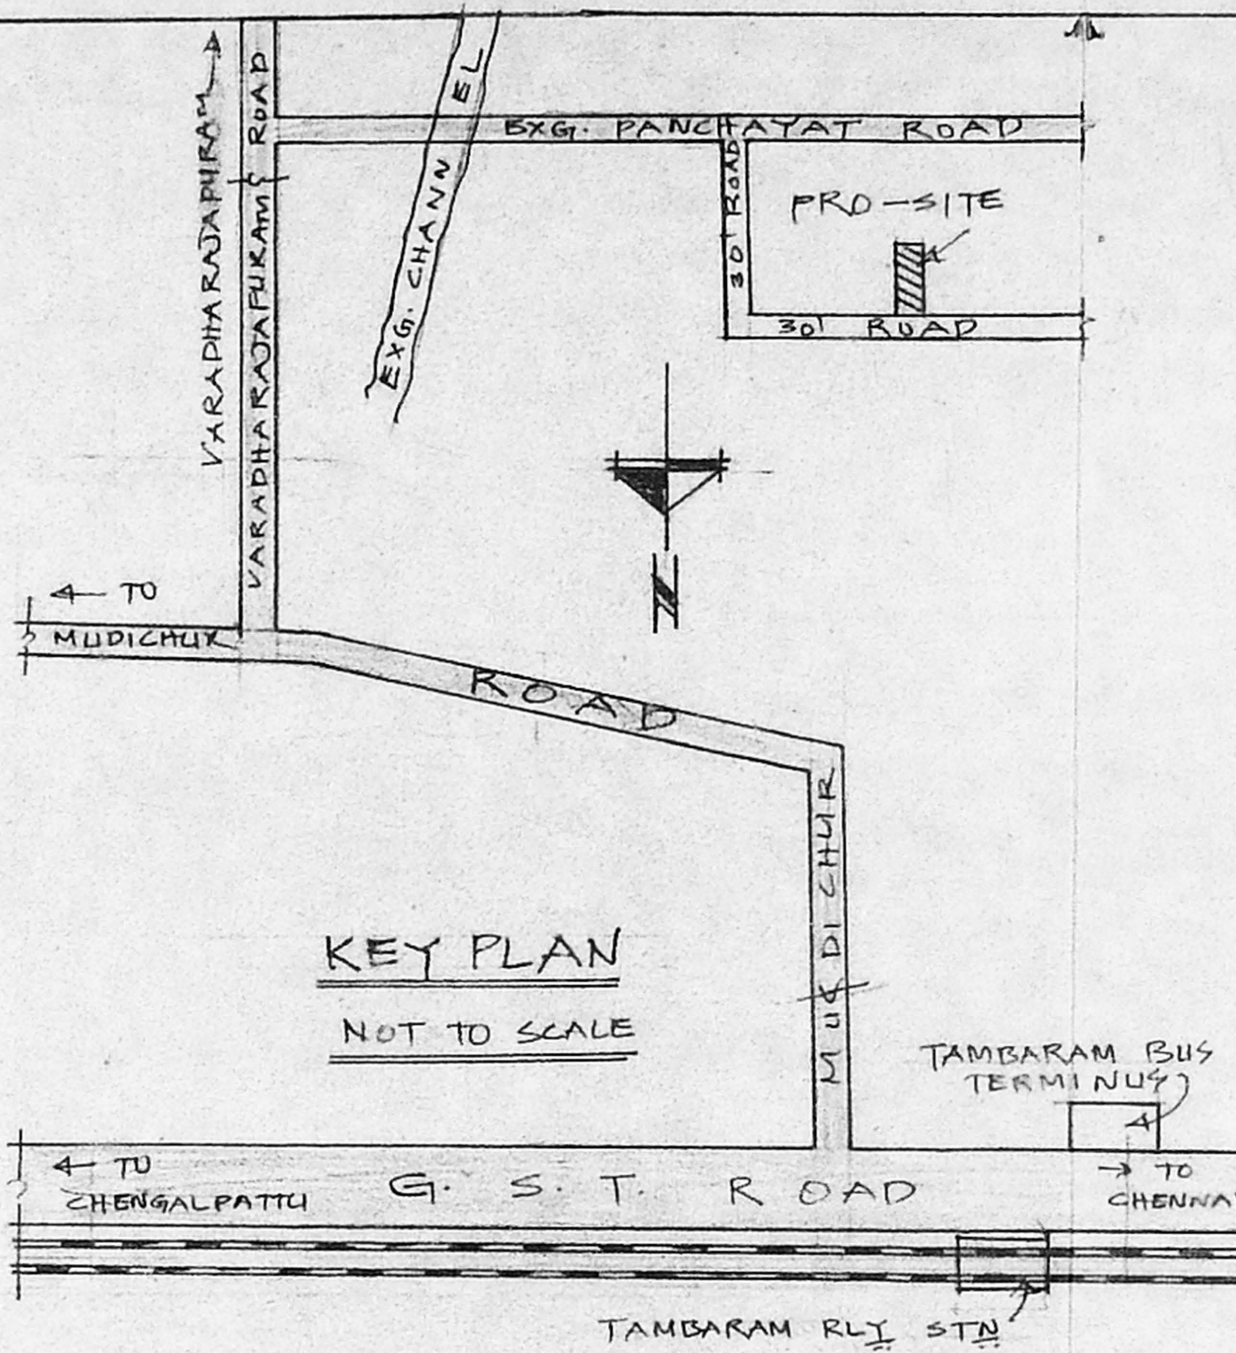 VARADHARAJAPURAM
VARADHARAJAPURAM ROAD
EXG. CHANNEL
EXG. PANCHAYAT ROAD
30' ROAD
PRO-SITE
30' ROAD
N
← TO
MUDICHUR
ROAD
MUDICHUR
KEY PLAN
NOT TO SCALE
TAMBARAM BUS
TERMINUS
← TO
CHENGALPATTU
G. S. T. ROAD
→ TO
CHENNAI
TAMBARAM RLY STN